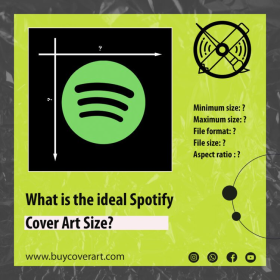 ?
?
Minimum size: ?
Maximum size: ?
File format: ?
File size: ?
Aspect ratio : ?
What is the ideal Spotify
Cover Art Size?
www.buycoverart.com